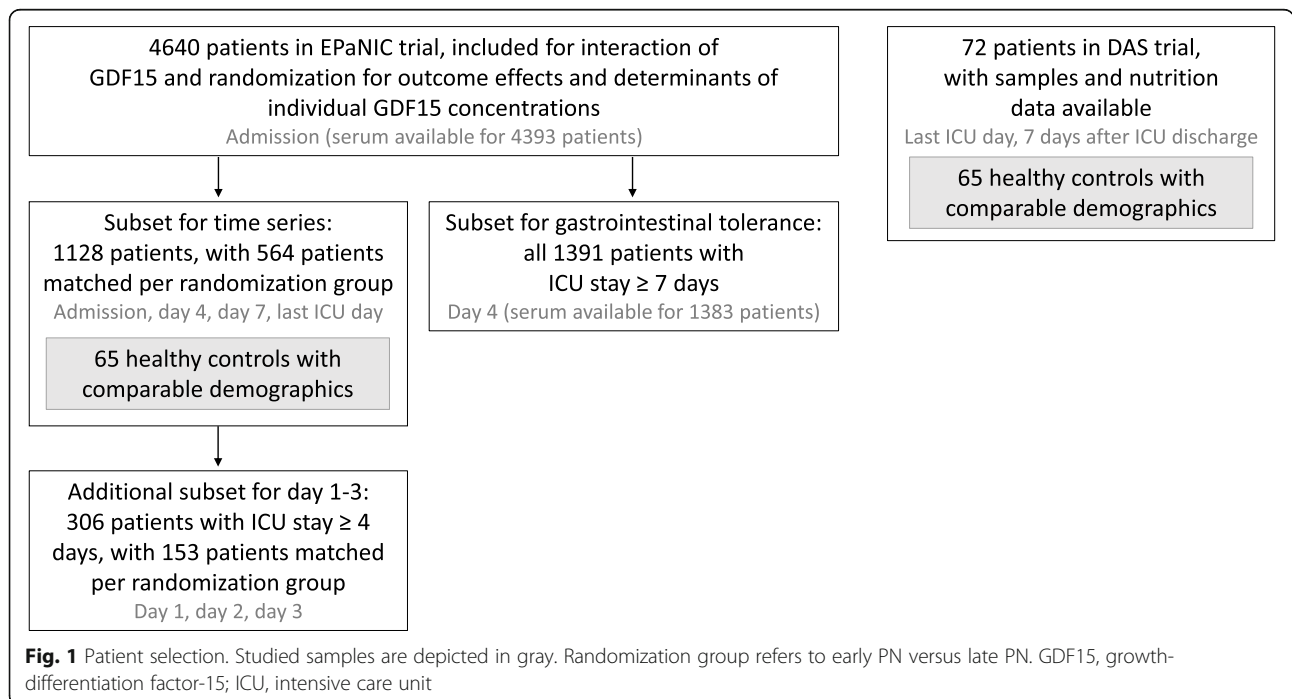 4640 patients in EPaNIC trial, included for interaction of
GDF15 and randomization for outcome effects and determinants of
individual GDF15 concentrations
Admission (serum available for 4393 patients)
72 patients in DAS trial,
with samples and nutrition
data available
Last ICU day, 7 days after ICU discharge
65 healthy controls with
comparable demographics
Subset for time series:
1128 patients, with 564 patients
matched per randomization group
Admission, day 4, day 7, last ICU day
65 healthy controls with
comparable demographics
Subset for gastrointestinal tolerance:
all 1391 patients with
ICU stay ≥ 7 days
Day 4 (serum available for 1383 patients)
Additional subset for day 1-3:
306 patients with ICU stay ≥ 4
days, with 153 patients matched
per randomization group
Day 1, day 2, day 3
Fig. 1 Patient selection. Studied samples are depicted in gray. Randomization group refers to early PN versus late PN. GDF15, growth-
differentiation factor-15; ICU, intensive care unit